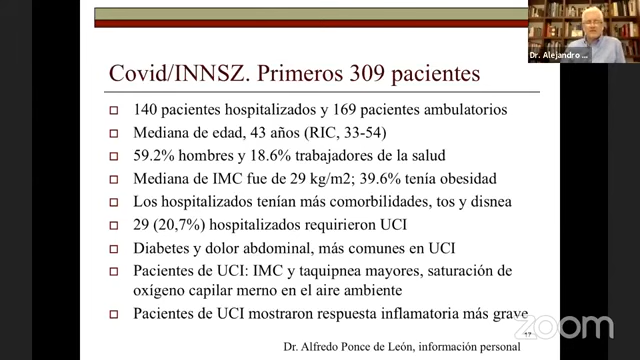 Dr. Alejandro ...
Covid/INNSZ. Primeros 309 pacientes
140 pacientes hospitalizados y 169 pacientes ambulatorios
Mediana de edad, 43 años (RIC, 33-54)
59.2% hombres y 18.6% trabajadores de la salud
Mediana de IMC fue de 29 kg/m2; 39.6% tenía obesidad
Los hospitalizados tenían más comorbilidades, tos y disnea
29 (20,7%) hospitalizados requirieron UCI
Diabetes y dolor abdominal, más comunes en UCI
Pacientes de UCI: IMC y taquipnea mayores, saturación de
oxígeno capilar merno en el aire ambiente
Pacientes de UCI mostraron respuesta inflamatoria más grave
zoom
Dr. Alfredo Ponce de León, información personal